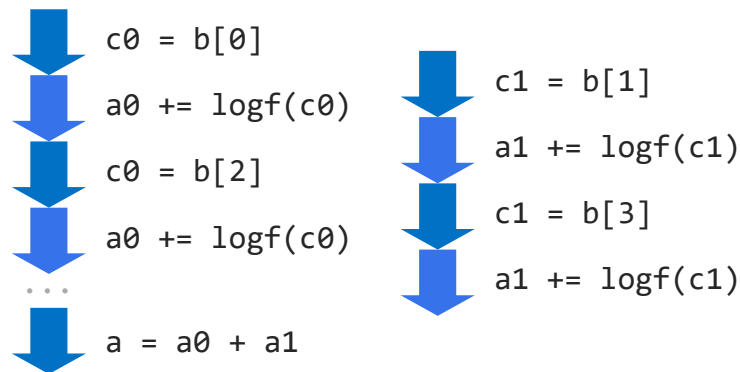 c0 = b[0]
a0 += logf(c0)
c0 = b[2]
a0 += logf(c0)
...
a = a0 + a1
c1 = b[1]
a1 += logf(c1)
c1 = b[3]
a1 += logf(c1)